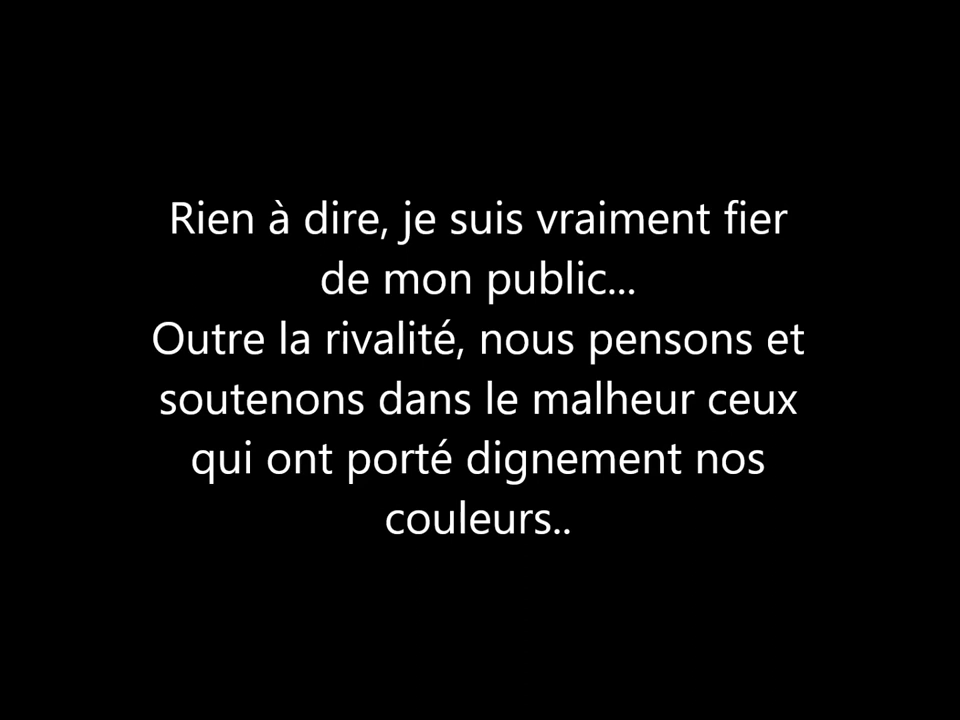 Rien à dire, je suis vraiment fier
de mon public...
Outre la rivalité, nous pensons et
soutenons dans le malheur ceux
qui ont porté dignement nos
couleurs..